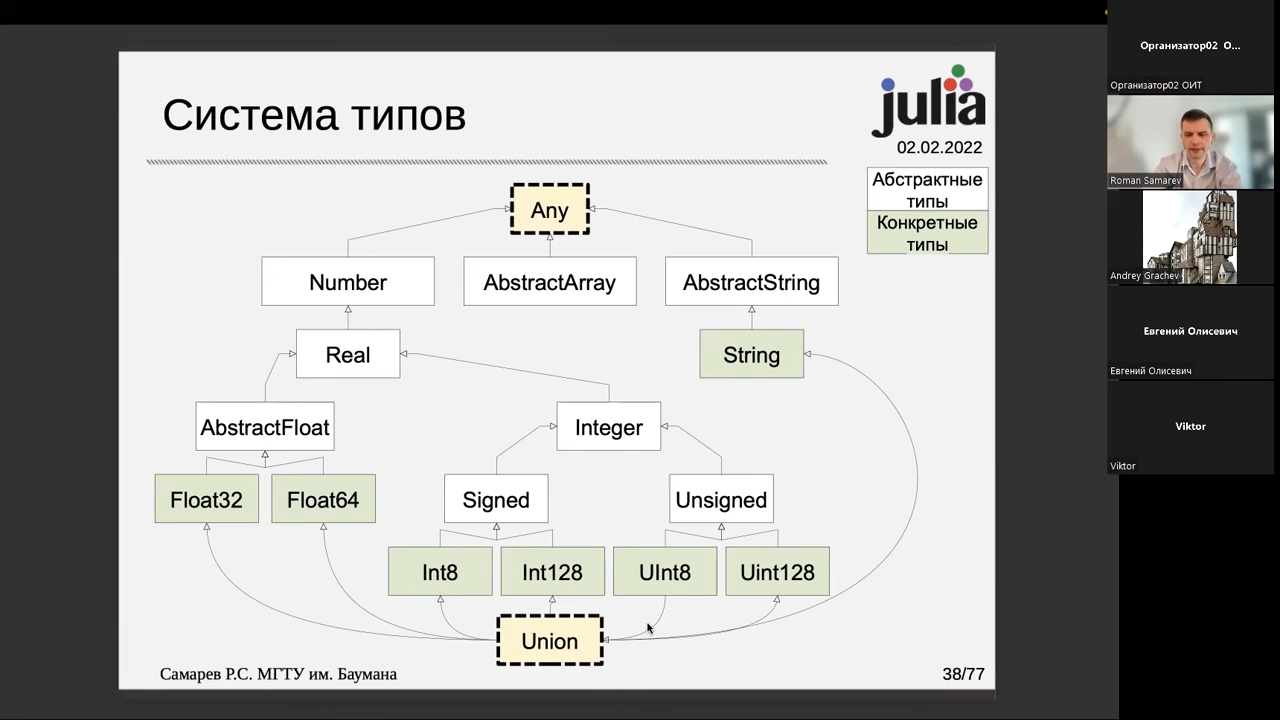 Система типов
julia
02.02.2022
Абстрактные
типы
Конкретные
типы
Any
Number
AbstractArray
AbstractString
Real
String
AbstractFloat
Integer
Float32
Float64
Signed
Unsigned
Int8
Int128
UInt8
Uint128
Union
Самарев Р.С. МГТУ им. Баумана
38/77
Организатор02 О...
Организатор02 ОИТ
Roman Samarev
Andrey Grachev
Евгений Олисевич
Евгений Олисевич
Viktor
Viktor